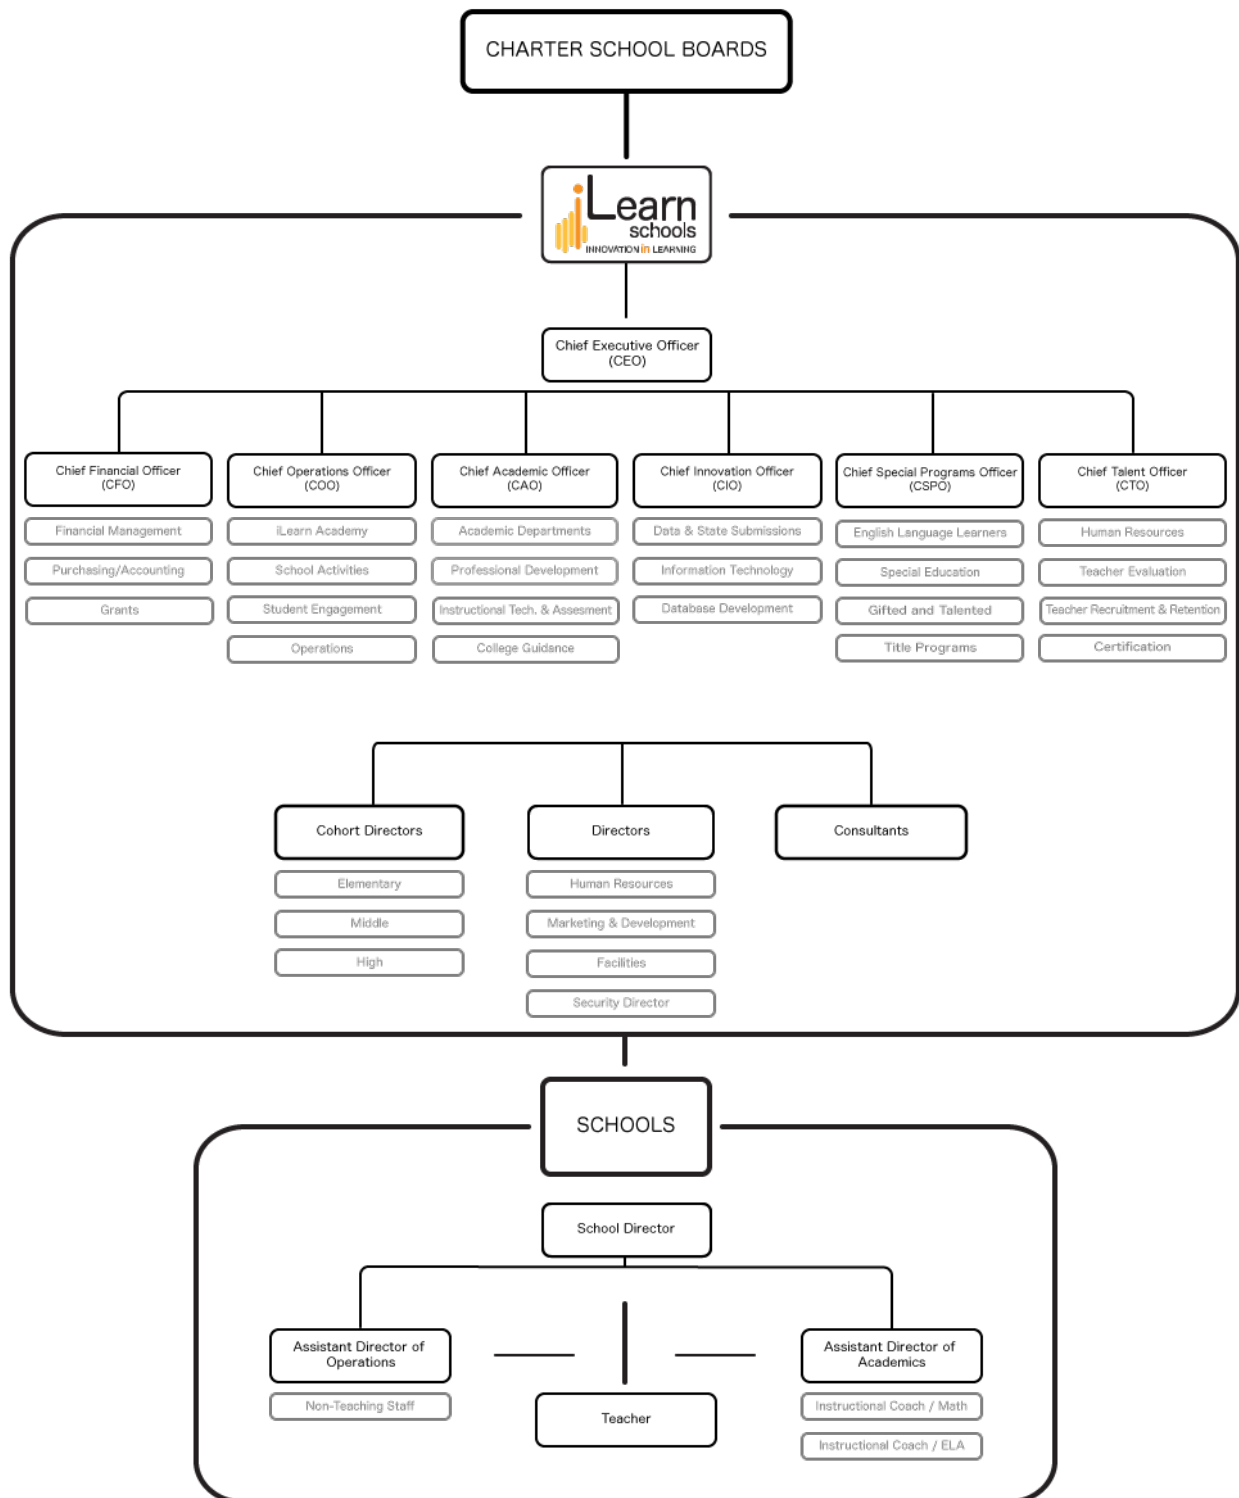 CHARTER SCHOOL BOARDS
iLearn
schools
INNOVATION in LEARNING
Chief Executive Officer
(CEO)
Chief Financial Officer
(CFO)
Financial Management
Purchasing/Accounting
Grants
Chief Operations Officer
(COO)
iLearn Academy
School Activities
Student Engagement
Operations
Chief Academic Officer
(CAO)
Academic Departments
Professional Development
Instructional Tech. & Assesment
College Guidance
Chief Innovation Officer
(CIO)
Data & State Submissions
Information Technology
Database Development
Chief Special Programs Officer
(CSPO)
English Language Learners
Special Education
Gifted and Talented
Title Programs
Chief Talent Officer
(CTO)
Human Resources
Teacher Evaluation
Teacher Recruitment & Retention
Certification
Cohort Directors
Elementary
Middle
High
Directors
Human Resources
Marketing & Development
Facilities
Security Director
Consultants
SCHOOLS
School Director
Assistant Director of
Operations
Non-Teaching Staff
Teacher
Assistant Director of
Academics
Instructional Coach / Math
Instructional Coach / ELA